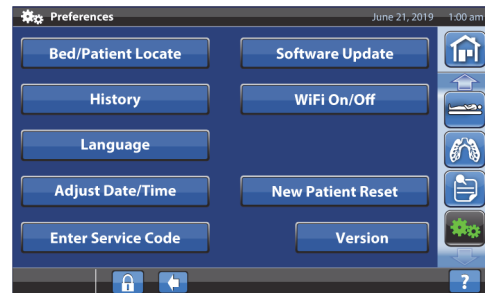 Preferences June 21, 2019 1:00 am
Bed/Patient Locate Software Update
History WiFi On/Off
Language
Adjust Date/Time New Patient Reset
Enter Service Code Version
?